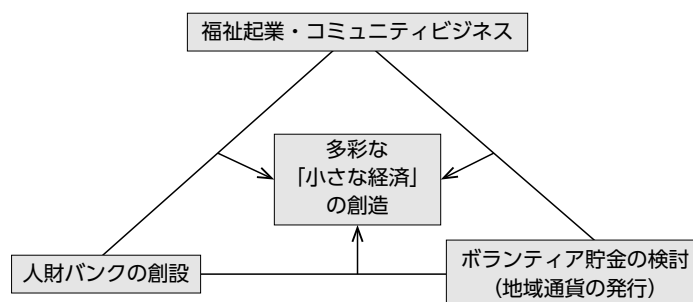 福祉起業・コミュニティビジネス
多彩な
「小さな経済」
の創造
人財バンクの創設
ボランティア貯金の検討
（地域通貨の発行）